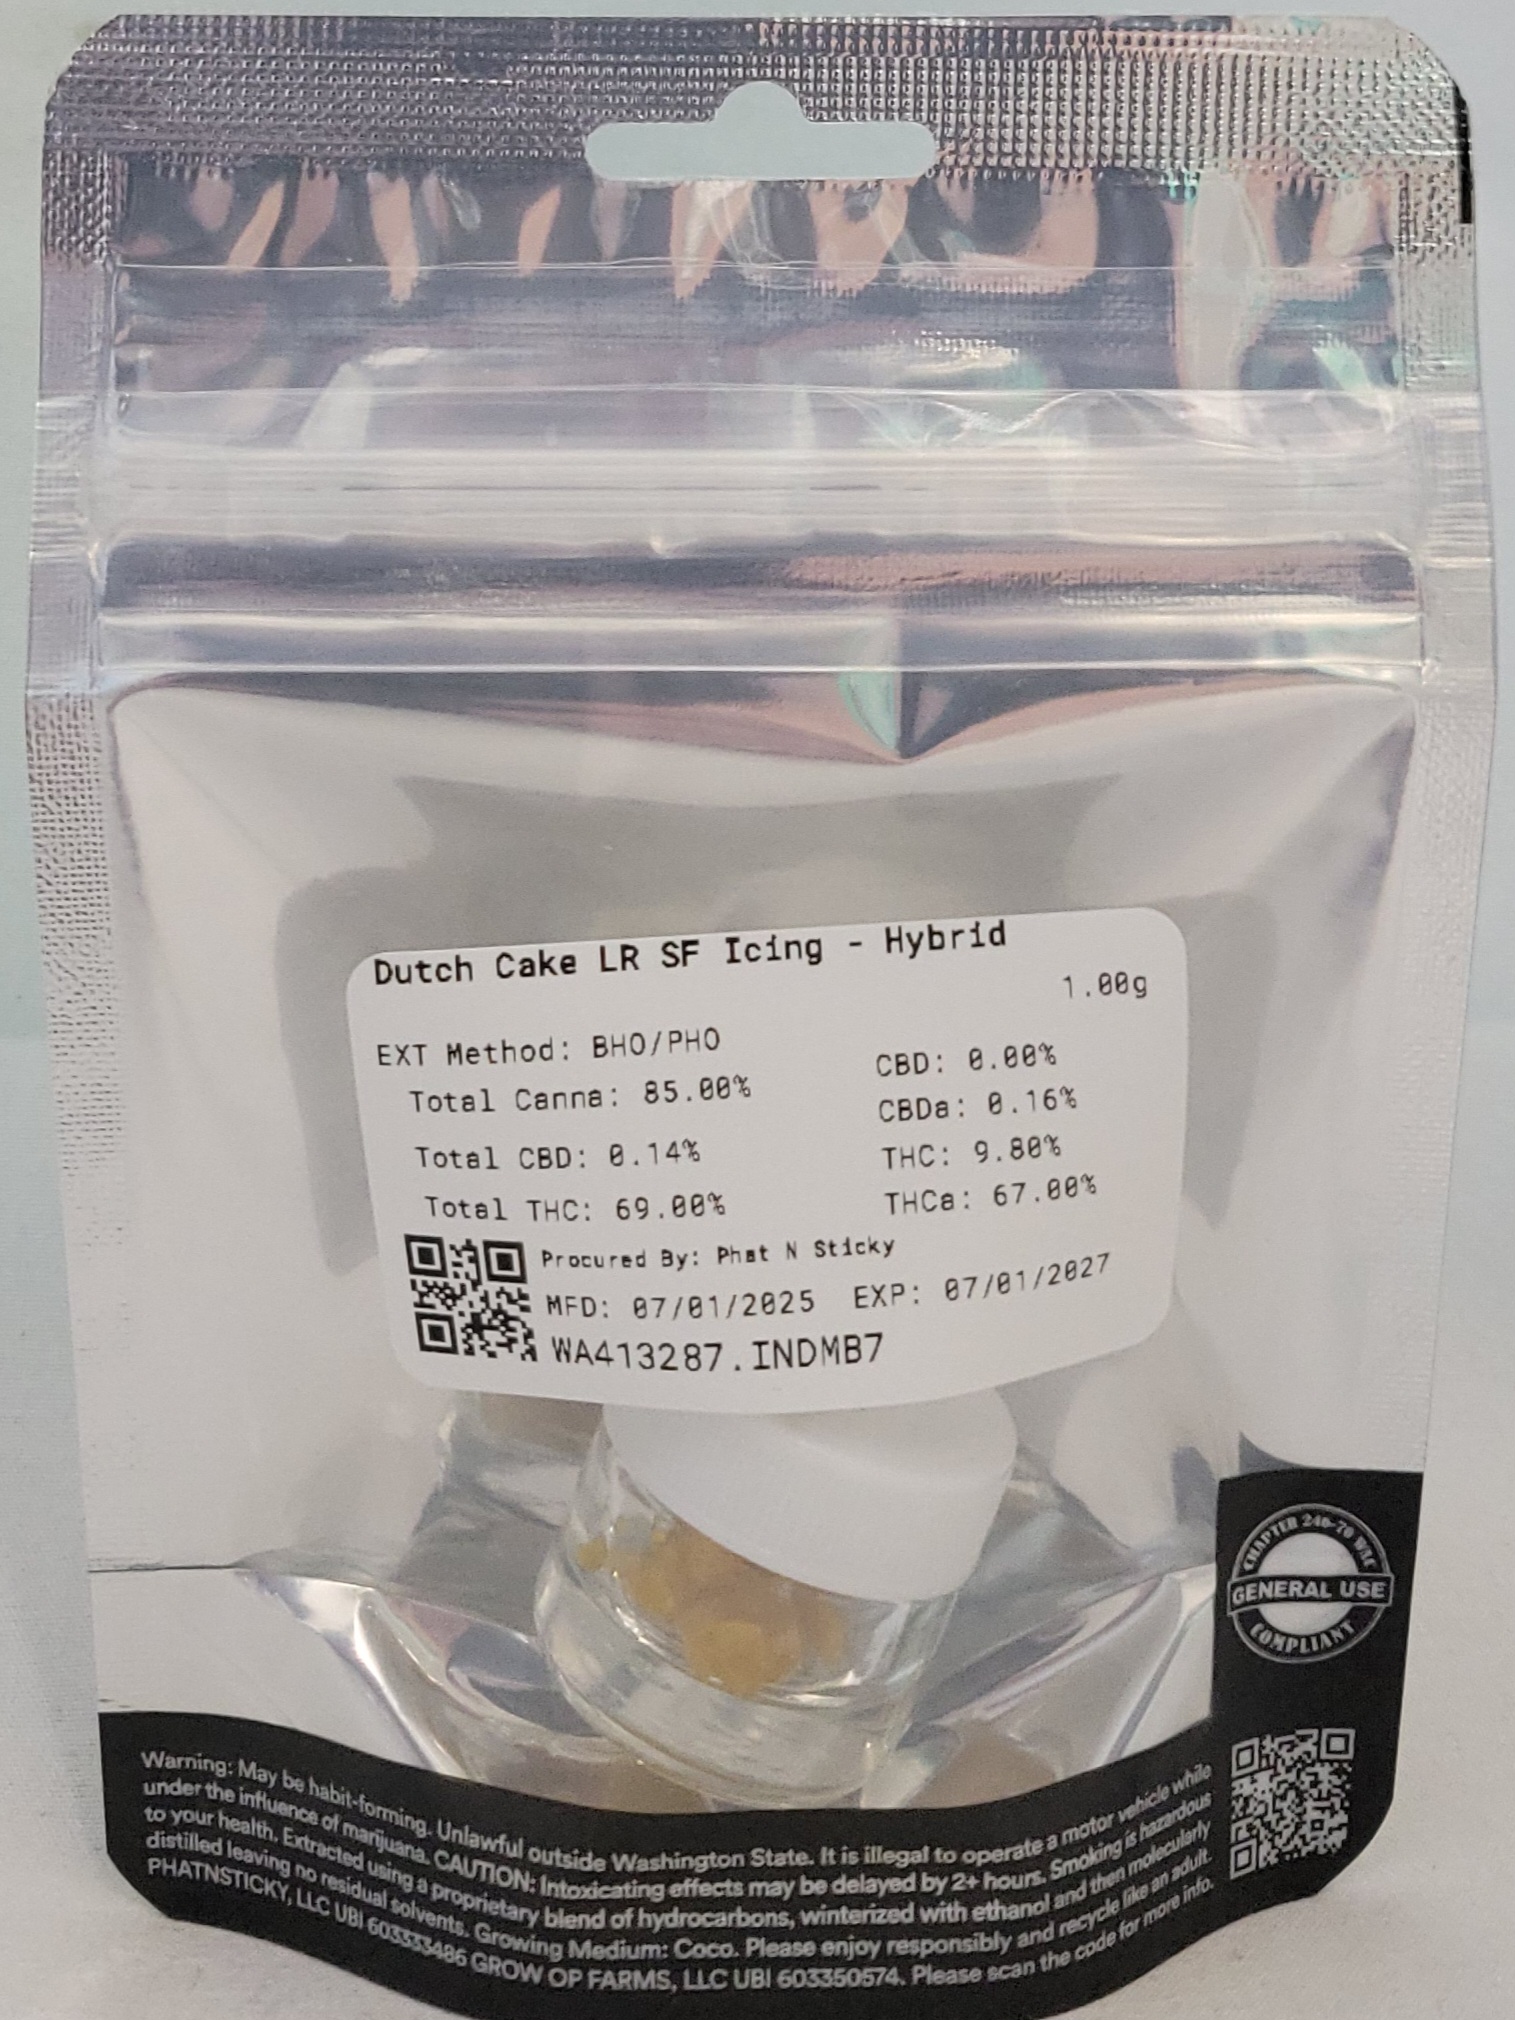 Dutch Cake LR SF Icing - Hybrid
1.00g
EXT Method: BHO/PHO
Total Canna: 85.00%
Total CBD: 0.14%
Total THC: 69.00%
CBD: 0.00%
CBDa: 0.16%
THC: 9.80%
THCa: 67.00%
Procured By: Phat N Sticky
MFD: 07/01/2025 EXP: 07/01/2027
WA413287.INDMB7
CHAPTER 246-70 WAC
GENERAL USE
COMPLIANT
Warning: May be habit-forming. Unlawful outside Washington State. It is illegal to operate a motor vehicle while
under the influence of marijuana. CAUTION: Intoxicating effects may be delayed by 2+ hours. Smoking is hazardous
to your health. Extracted using a proprietary blend of hydrocarbons, winterized with ethanol and then molecularly
distilled leaving no residual solvents. Growing Medium: Coco. Please enjoy responsibly and recycle like an adult.
PHATNSTICKY, LLC UBI 603333486 GROW OP FARMS, LLC UBI 603350574. Please scan the code for more info.